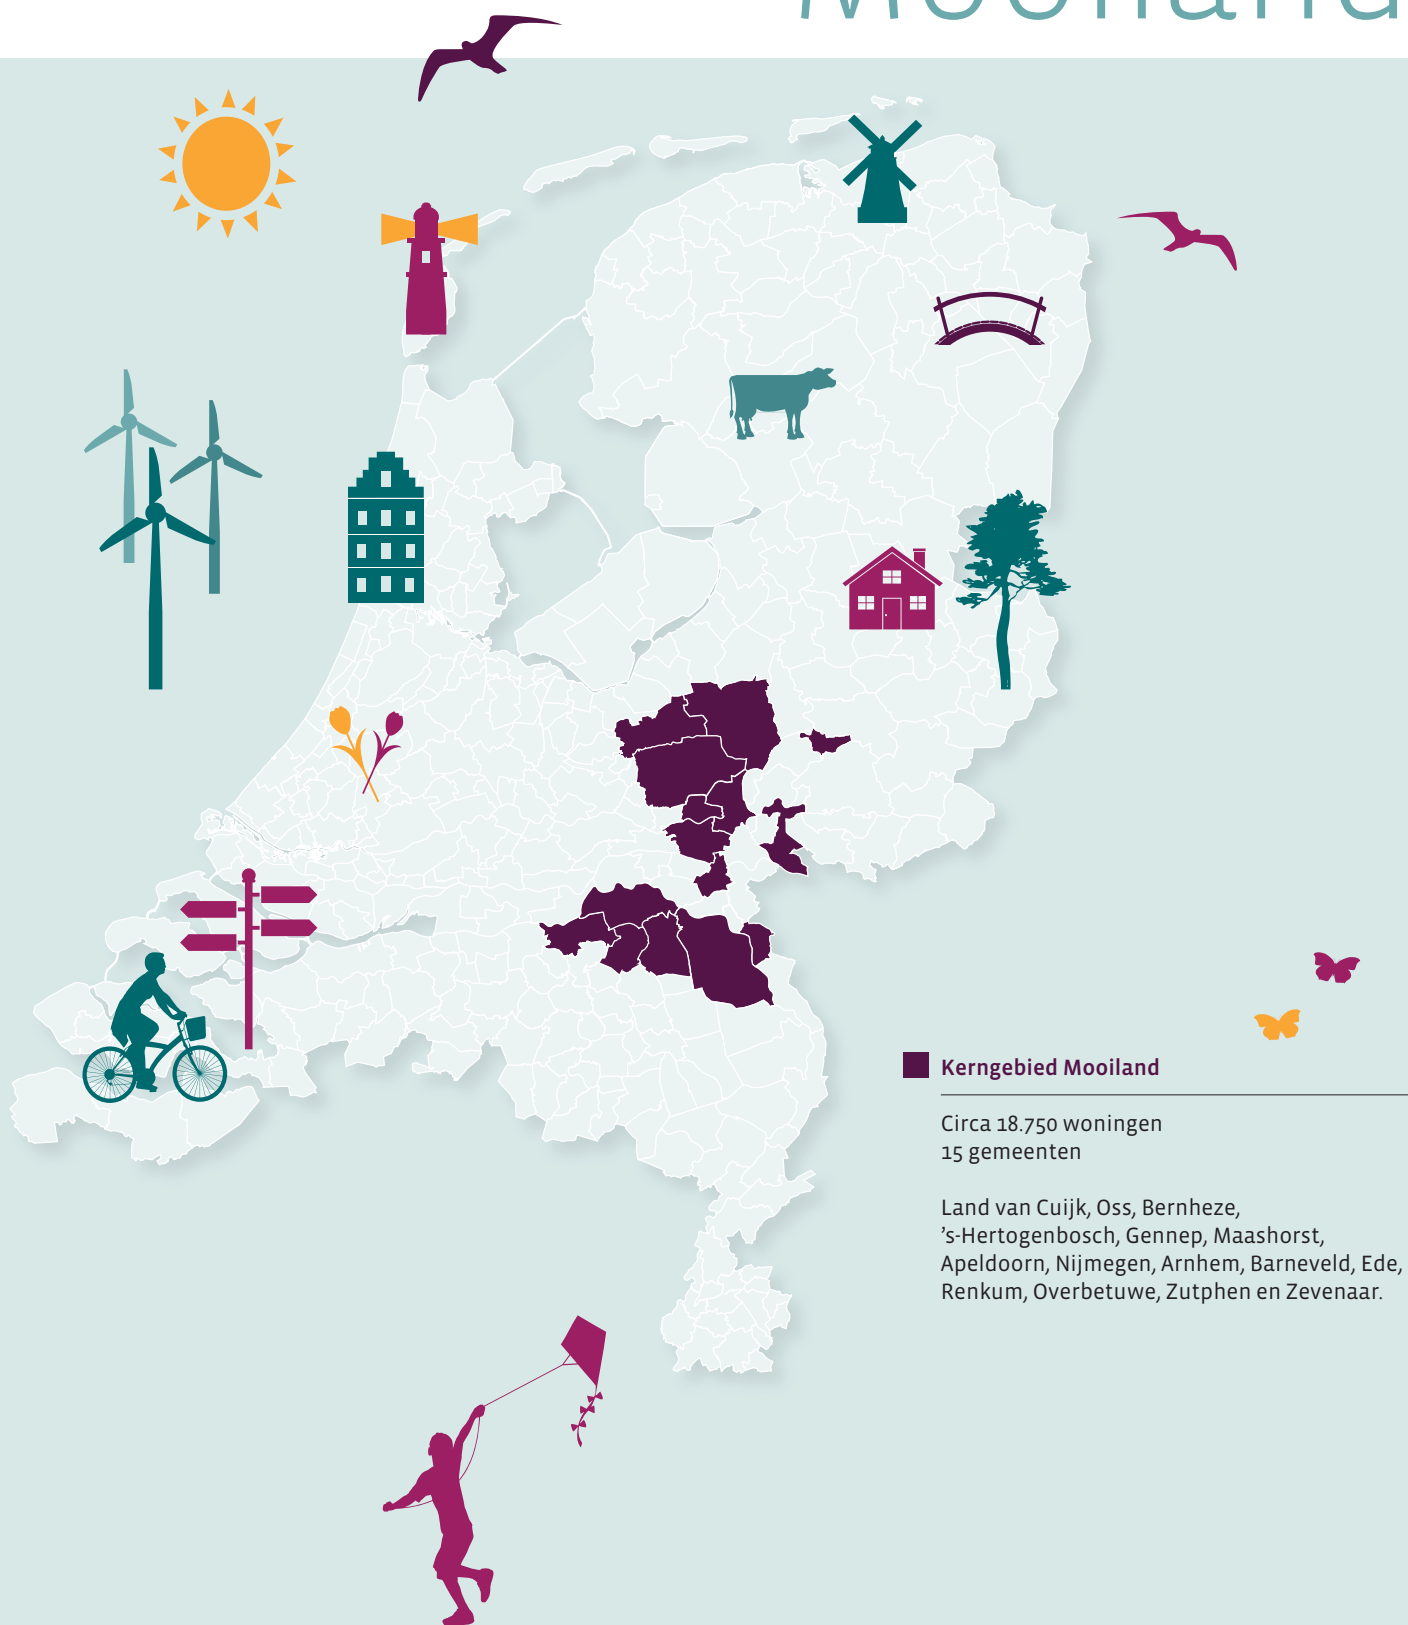 Mooiland
Kerngebied Mooiland
Circa 18.750 woningen
15 gemeenten
Land van Cuijk, Oss, Bernheze,
’s-Hertogenbosch, Gennep, Maashorst,
Apeldoorn, Nijmegen, Arnhem, Barneveld, Ede,
Renkum, Overbetuwe, Zutphen en Zevenaar.